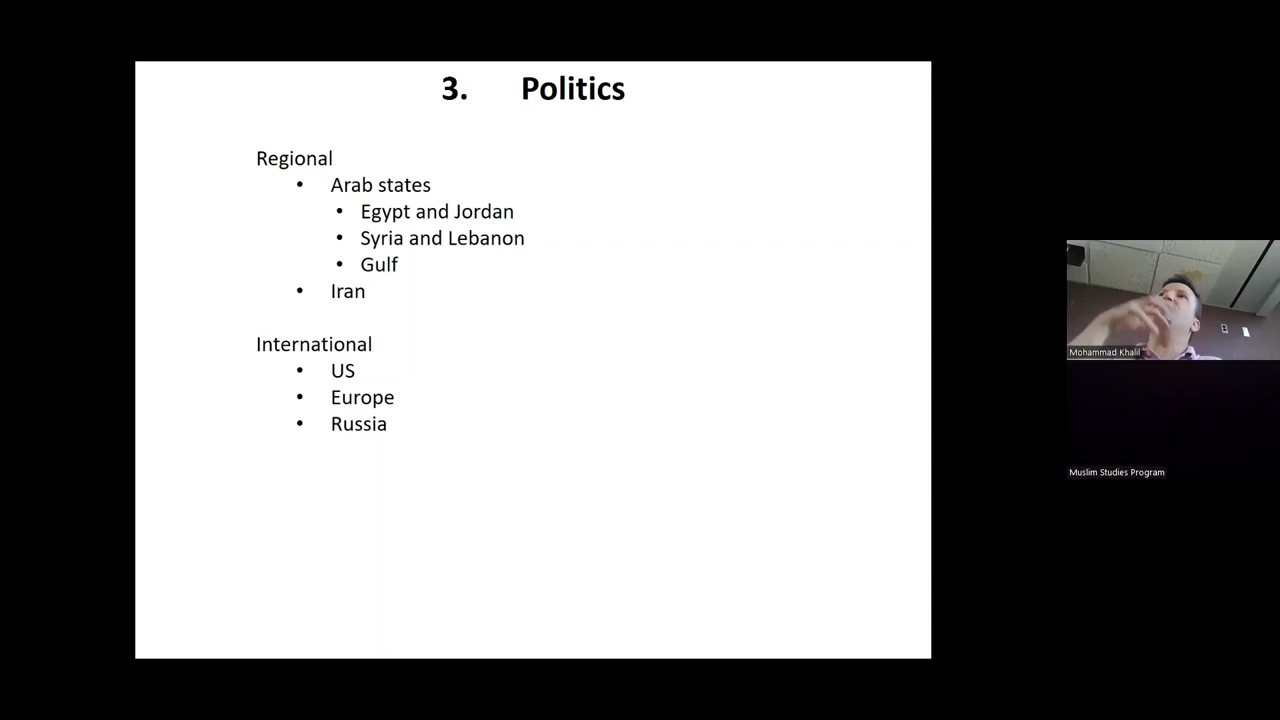 3. Politics
Regional
• Arab states
• Egypt and Jordan
• Syria and Lebanon
• Gulf
• Iran
International
• US
• Europe
• Russia
Mohammad Khalil
Muslim Studies Program